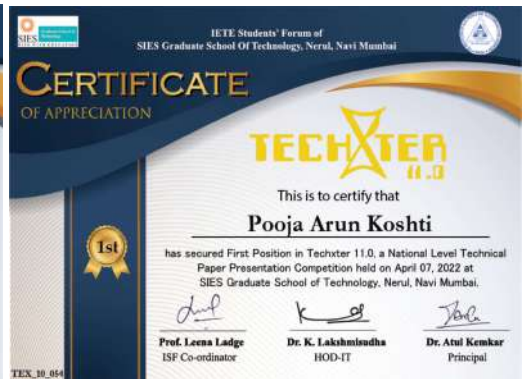 IETE Students' Forum of
SIES Graduate School Of Technology, Nerul, Navi Mumbai
SIES
CERTIFICATE
OF APPRECIATION
TECHXTER
11.0
This is to certify that
Pooja Arun Koshti
1st
has secured First Position in Techxter 11.0, a National Level Technical
Paper Presentation Competition held on April 07, 2022 at
SIES Graduate School of Technology, Nerul, Navi Mumbai.
Prof. Leena Ladge
ISF Co-ordinator
Dr. K. Lakshmisudha
HOD-IT
Dr. Atul Kemkar
Principal
TEX_10_054